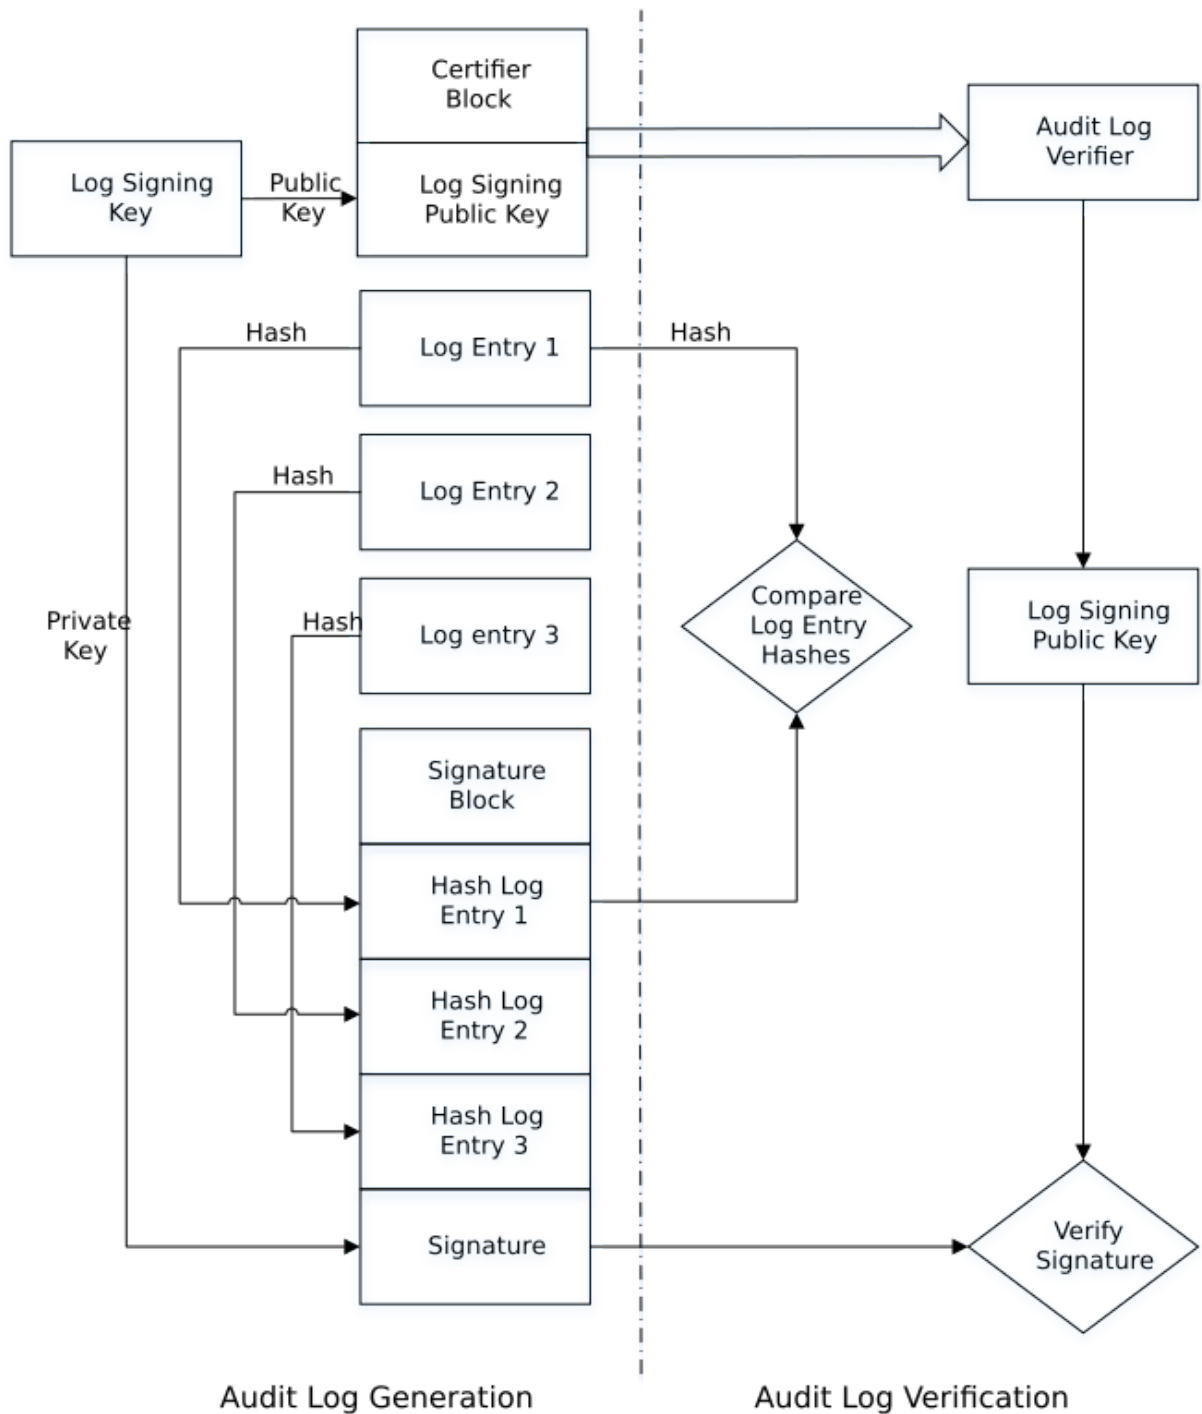 Certifier
Block
Audit Log
Verifier
Log Signing
Key
Public
Key
Log Signing
Public Key
Hash
Log Entry 1
Hash
Hash
Log Entry 2
Compare
Log Entry
Hashes
Log Signing
Public Key
Private
Key
Hash
Log entry 3
Signature
Block
Hash Log
Entry 1
Hash Log
Entry 2
Hash Log
Entry 3
Signature
Verify
Signature
Audit Log Generation
Audit Log Verification